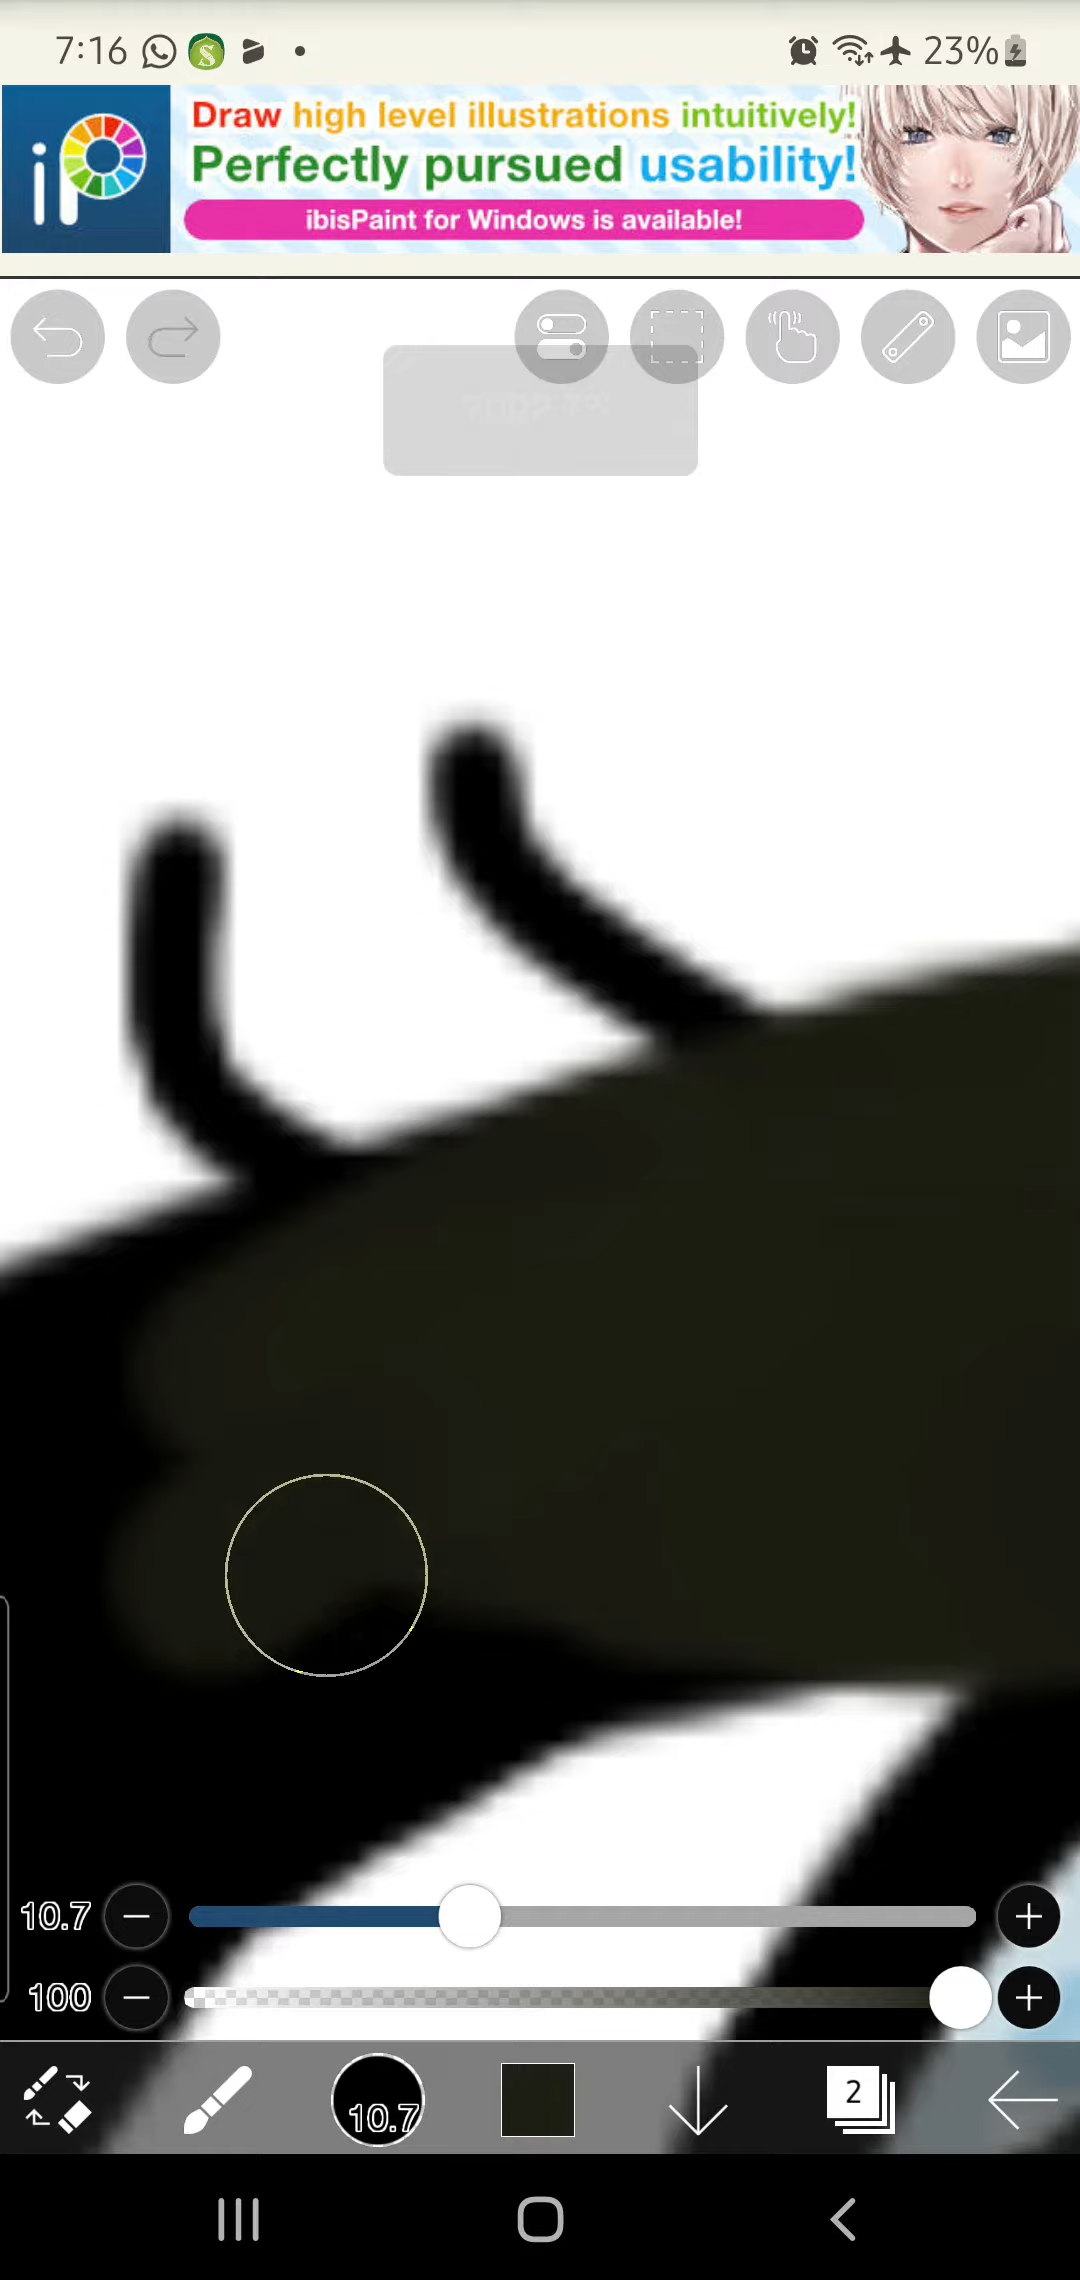 7:16
23%
iP
Draw high level illustrations intuitively!
Perfectly pursued usability!
ibisPaint for Windows is available!
10.7
100
10.7
2